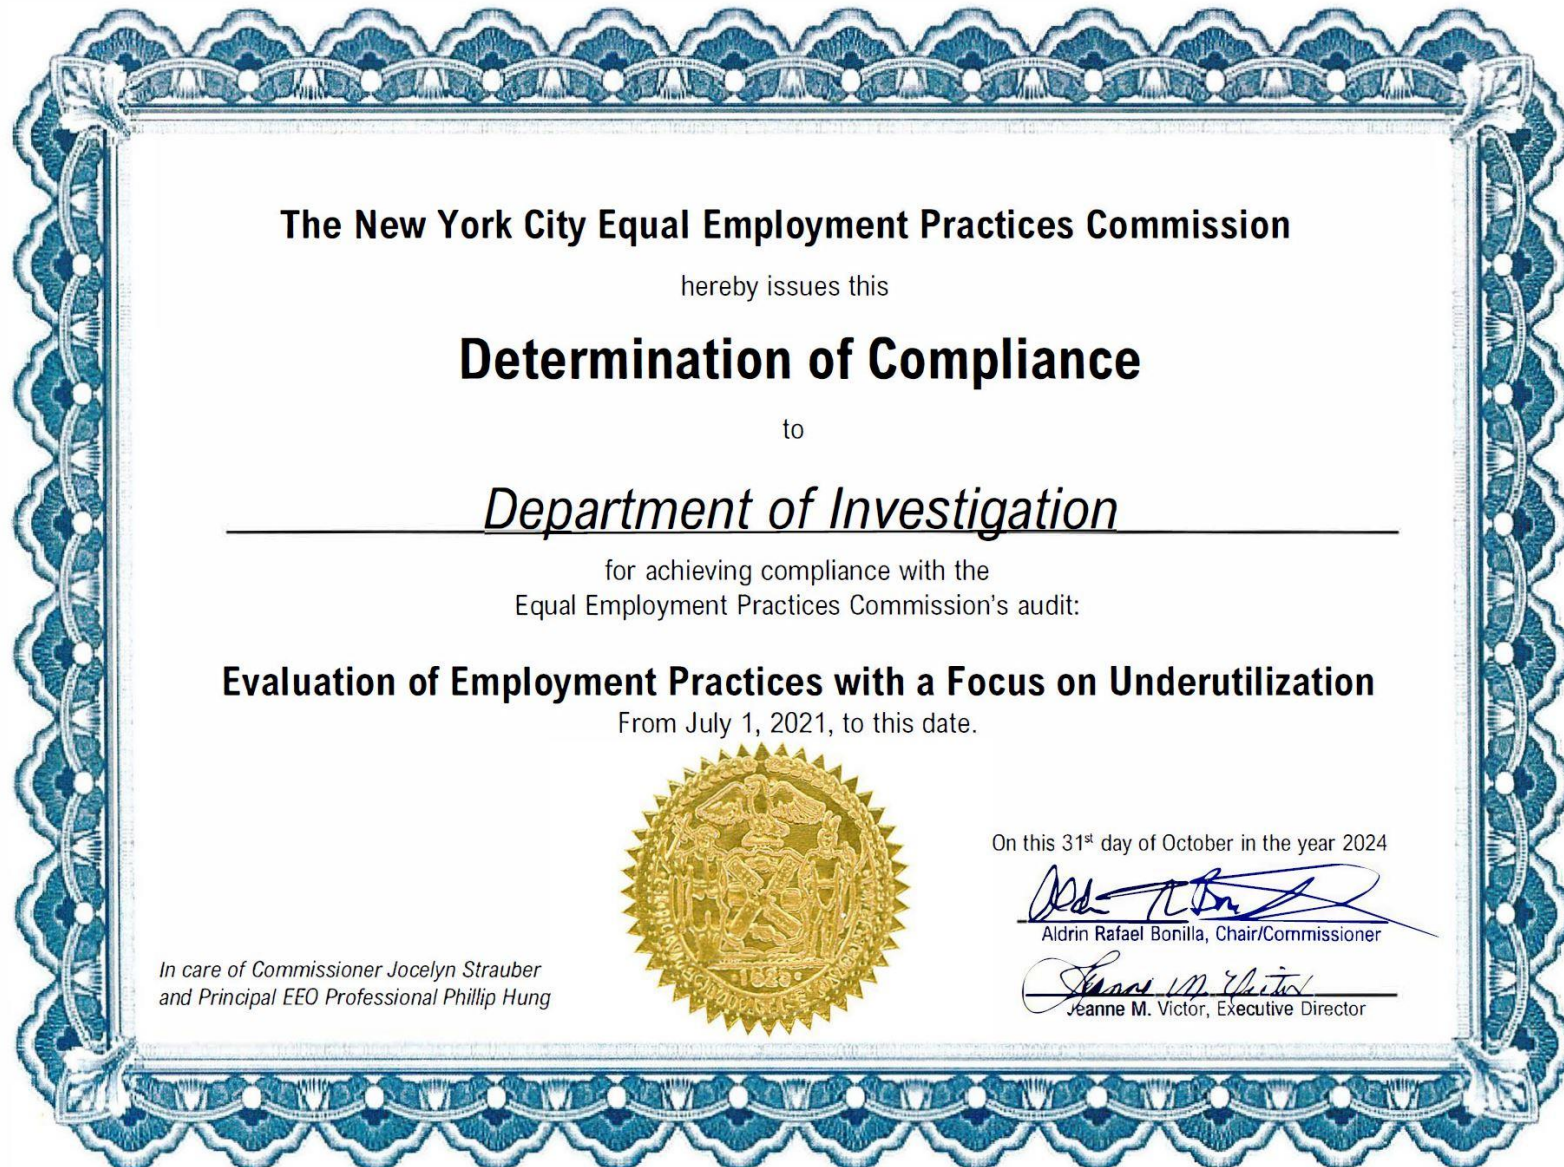 The New York City Equal Employment Practices Commission
hereby issues this
Determination of Compliance
to
Department of Investigation
for achieving compliance with the
Equal Employment Practices Commission's audit:
Evaluation of Employment Practices with a Focus on Underutilization
From July 1, 2021, to this date.
On this 31st day of October in the year 2024
Aldrin Rafael Bonilla, Chair/Commissioner
Jeanne M. Victor
Jeanne M. Victor, Executive Director
In care of Commissioner Jocelyn Strauber
and Principal EEO Professional Phillip Hung